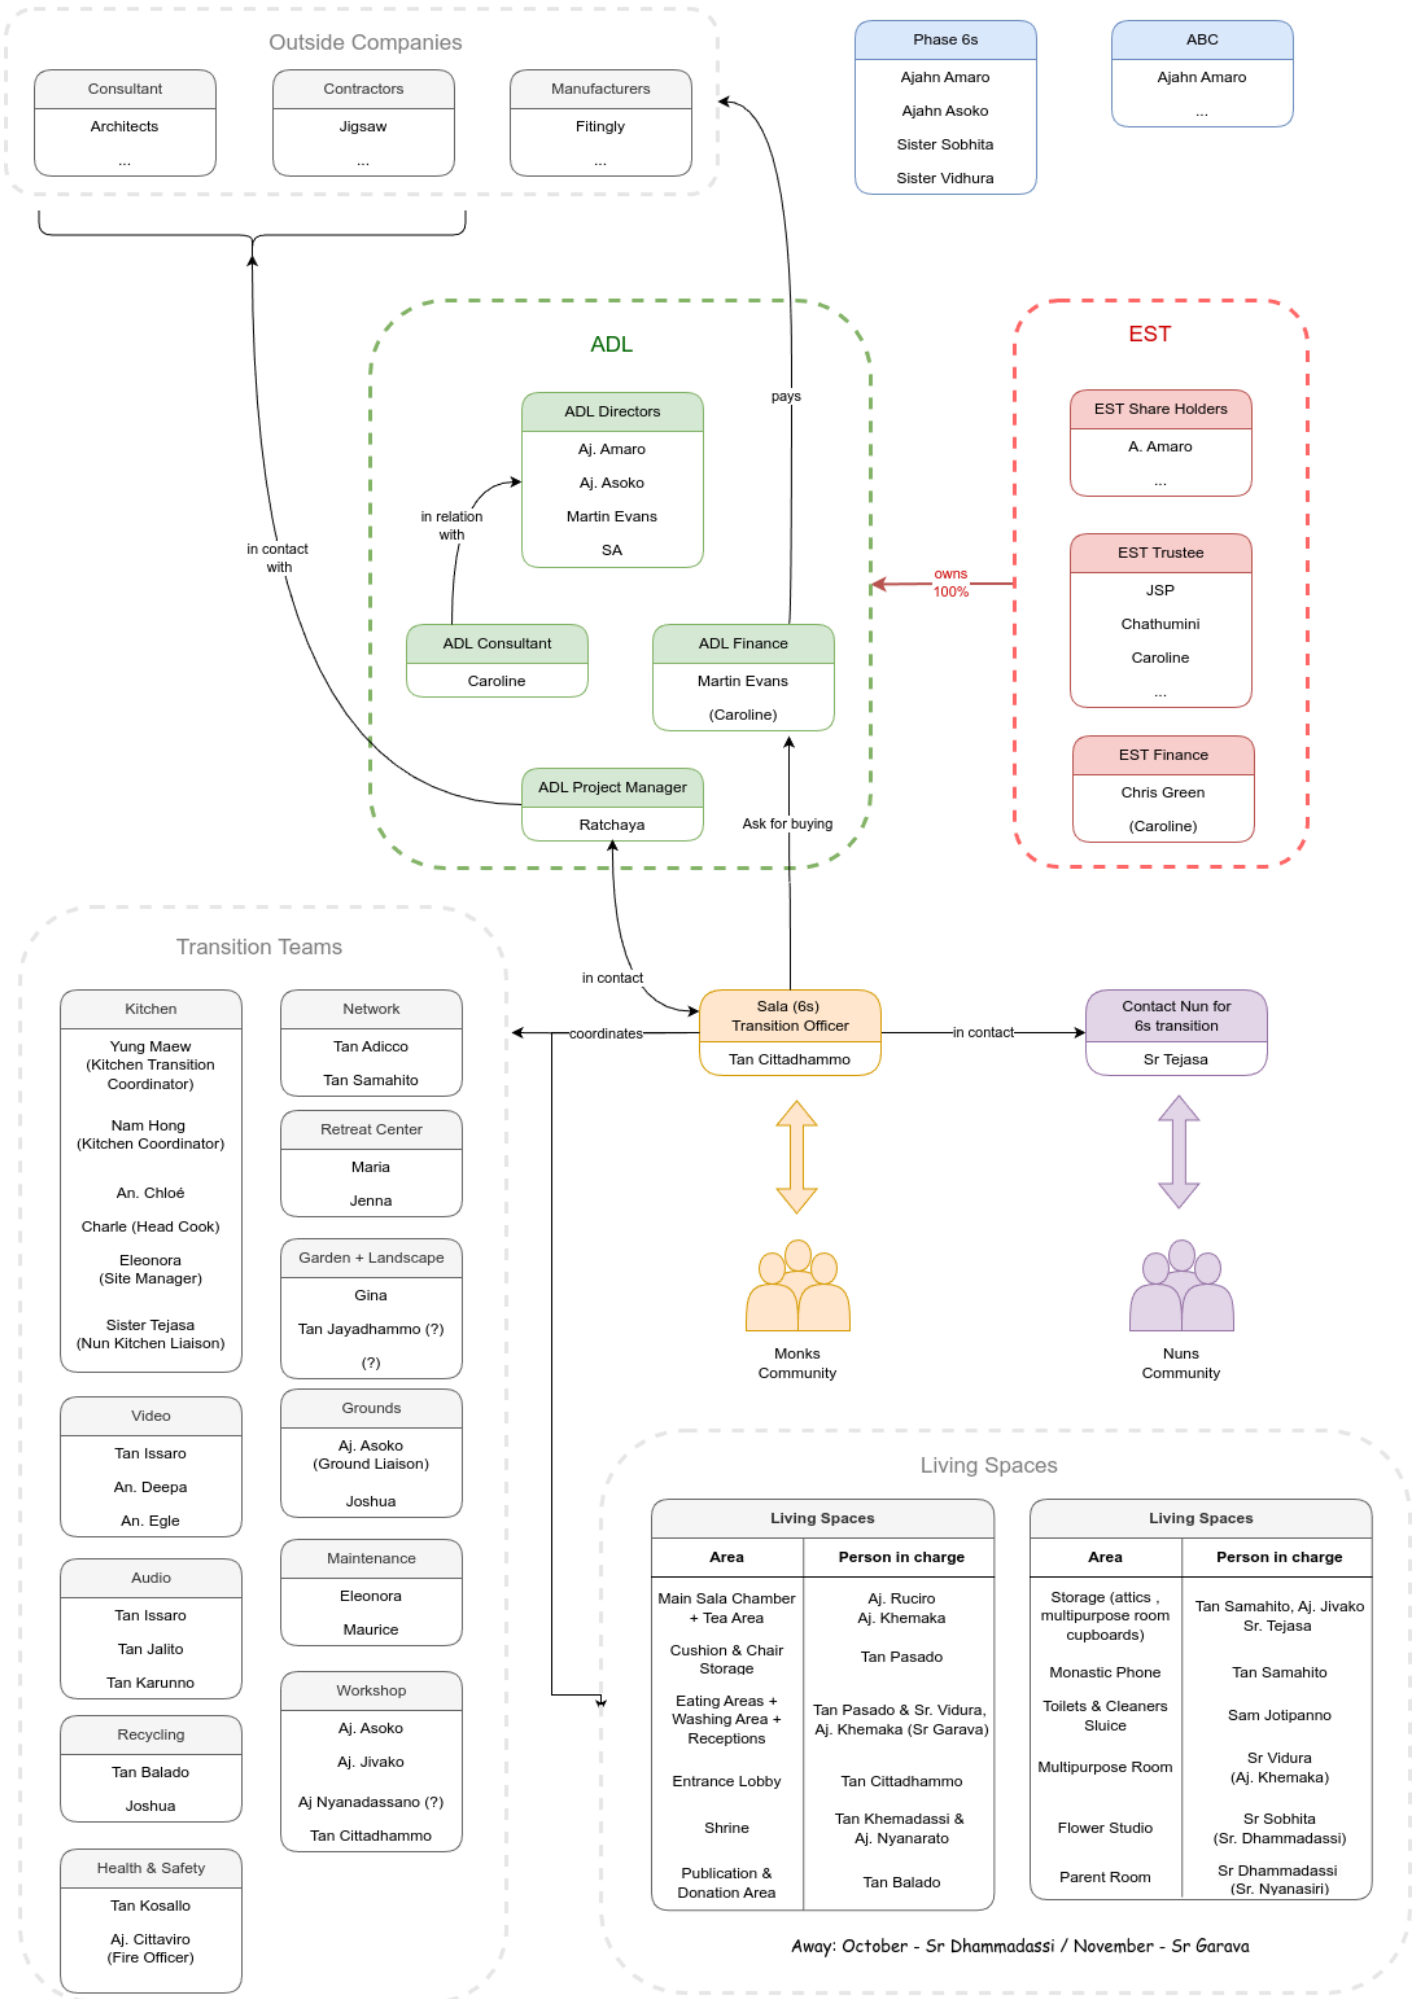 Outside Companies
Consultant
Architects
...
Contractors
Jigsaw
...
Manufacturers
Fitingly
...
Phase 6s
Ajahn Amaro
Ajahn Asoko
Sister Sobhita
Sister Vidhura
ABC
Ajahn Amaro
...
ADL
ADL Directors
Aj. Amaro
Aj. Asoko
Martin Evans
SA
in relation
with
pays
in contact
with
ADL Consultant
Caroline
ADL Finance
Martin Evans
(Caroline)
ADL Project Manager
Ratchaya
owns
100%
EST
EST Share Holders
A. Amaro
...
EST Trustee
JSP
Chathumini
Caroline
...
EST Finance
Chris Green
(Caroline)
Ask for buying
in contact
coordinates
Sala (6s)
Transition Officer
Tan Cittadhammo
in contact
Contact Nun for
6s transition
Sr Tejasa
Monks
Community
Nuns
Community
Transition Teams
Kitchen
Yung Maew
(Kitchen Transition
Coordinator)
Nam Hong
(Kitchen Coordinator)
An. Chloé
Charle (Head Cook)
Eleonora
(Site Manager)
Sister Tejasa
(Nun Kitchen Liaison)
Video
Tan Issaro
An. Deepa
An. Egle
Audio
Tan Issaro
Tan Jalito
Tan Karunno
Recycling
Tan Balado
Joshua
Health & Safety
Tan Kosallo
Aj. Cittaviro
(Fire Officer)
Network
Tan Adicco
Tan Samahito
Retreat Center
Maria
Jenna
Garden + Landscape
Gina
Tan Jayadhammo (?)
(?)
Grounds
Aj. Asoko
(Ground Liaison)
Joshua
Maintenance
Eleonora
Maurice
Workshop
Aj. Asoko
Aj. Jivako
Aj Nyanadassano (?)
Tan Cittadhammo
Living Spaces
Living Spaces
Area
Person in charge
Main Sala Chamber
+ Tea Area
Aj. Ruciro
Aj. Khemaka
Cushion & Chair
Storage
Tan Pasado
Eating Areas +
Washing Area +
Receptions
Tan Pasado & Sr. Vidura,
Aj. Khemaka (Sr Garava)
Entrance Lobby
Tan Cittadhammo
Shrine
Tan Khemadassi &
Aj. Nyanarato
Publication &
Donation Area
Tan Balado
Living Spaces
Area
Person in charge
Storage (attics ,
multipurpose room
cupboards)
Tan Samahito, Aj. Jivako
Sr. Tejasa
Monastic Phone
Tan Samahito
Toilets & Cleaners
Sluice
Sam Jotipanno
Multipurpose Room
Sr Vidura
(Aj. Khemaka)
Flower Studio
Sr Sobhita
(Sr. Dhammadassi)
Parent Room
Sr Dhammadassi
(Sr. Nyanasiri)
Away: October - Sr Dhammadassi / November - Sr Garava